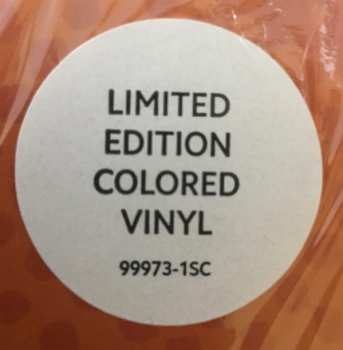 LIMITED
EDITION
COLORED
VINYL
99973-1SC